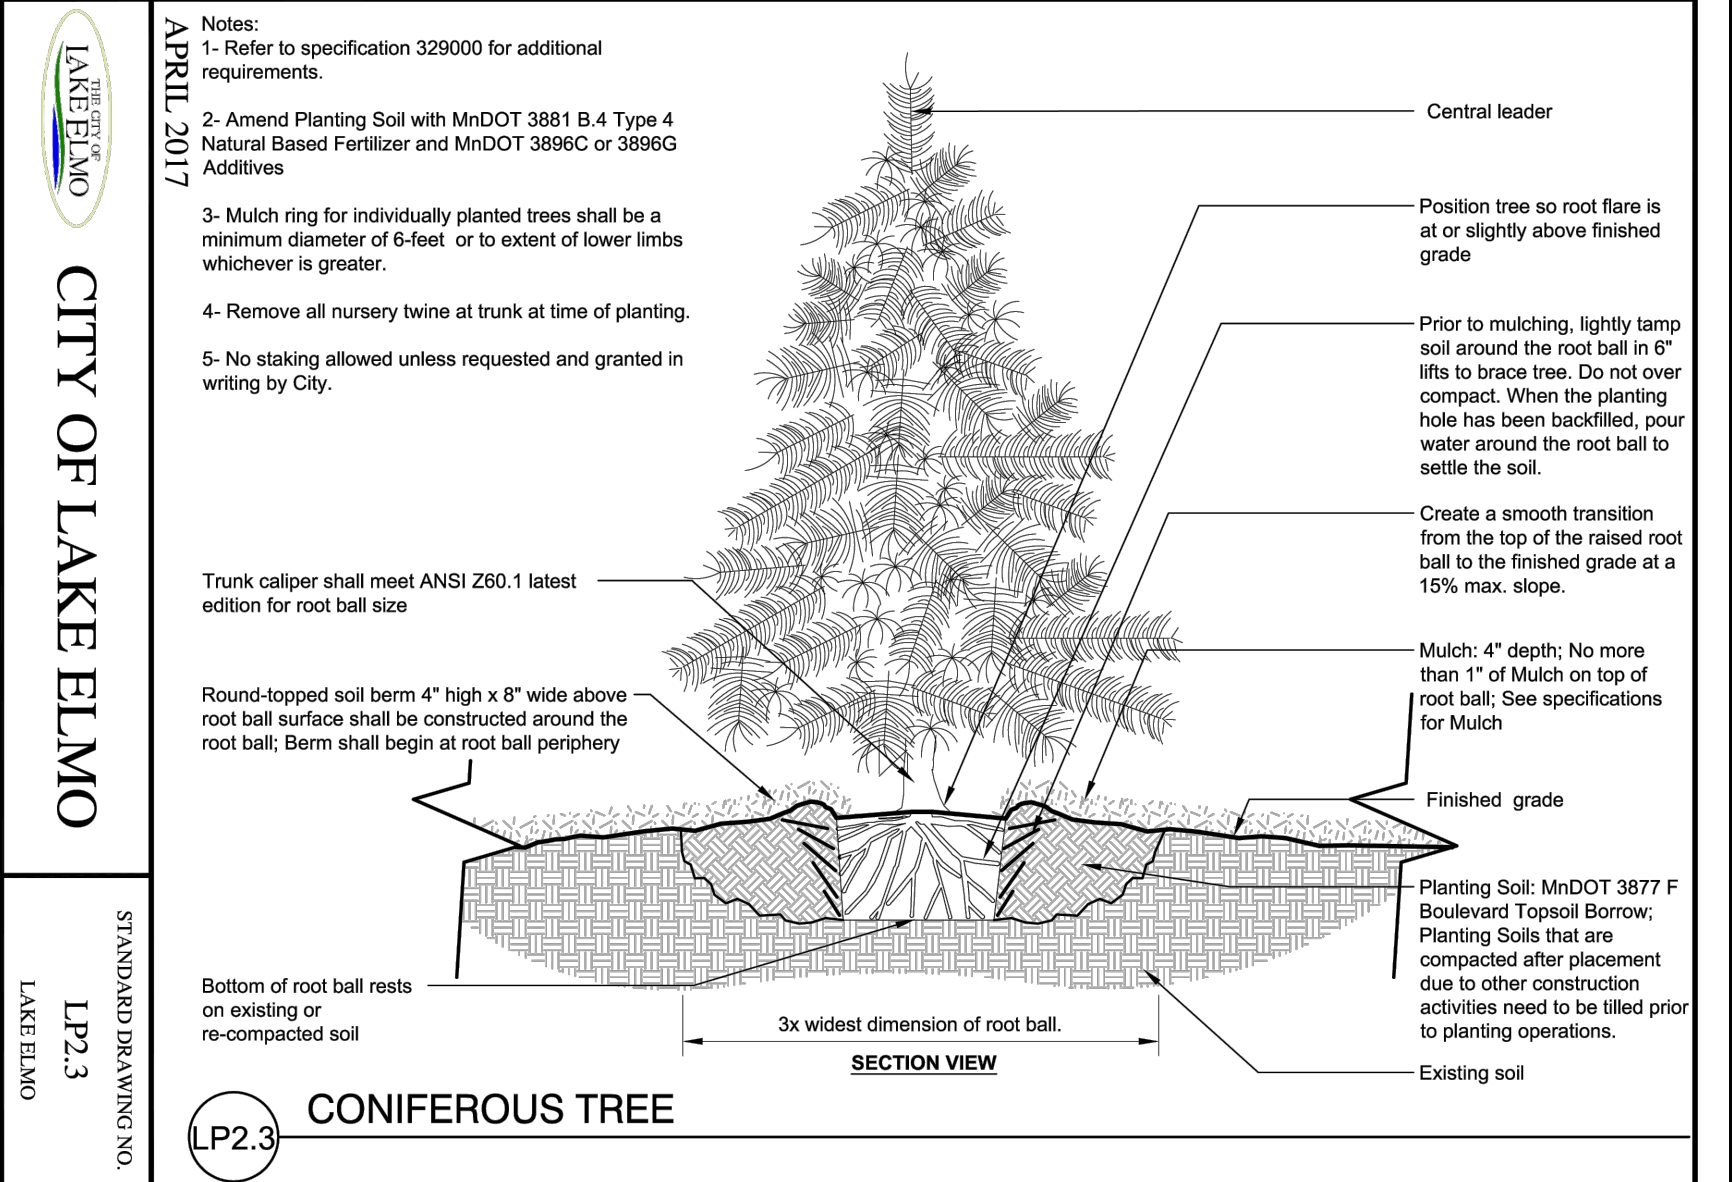 THE CITY OF
LAKE ELMO
CITY OF LAKE ELMO
STANDARD DRAWING NO.
LP2.3
LAKE ELMO
APRIL 2017
Notes:
1- Refer to specification 329000 for additional
requirements.
2- Amend Planting Soil with MnDOT 3881 B.4 Type 4
Natural Based Fertilizer and MnDOT 3896C or 3896G
Additives
3- Mulch ring for individually planted trees shall be a
minimum diameter of 6-feet or to extent of lower limbs
whichever is greater.
4- Remove all nursery twine at trunk at time of planting.
5- No staking allowed unless requested and granted in
writing by City.
Trunk caliper shall meet ANSI Z60.1 latest
edition for root ball size
Round-topped soil berm 4" high x 8" wide above
root ball surface shall be constructed around the
root ball; Berm shall begin at root ball periphery
Bottom of root ball rests
on existing or
re-compacted soil
Central leader
Position tree so root flare is
at or slightly above finished
grade
Prior to mulching, lightly tamp
soil around the root ball in 6"
lifts to brace tree. Do not over
compact. When the planting
hole has been backfilled, pour
water around the root ball to
settle the soil.
Create a smooth transition
from the top of the raised root
ball to the finished grade at a
15% max. slope.
Mulch: 4" depth; No more
than 1" of Mulch on top of
root ball; See specifications
for Mulch
Finished grade
Planting Soil: MnDOT 3877 F
Boulevard Topsoil Borrow;
Planting Soils that are
compacted after placement
due to other construction
activities need to be tilled prior
to planting operations.
Existing soil
3x widest dimension of root ball.
SECTION VIEW
LP2.3
CONIFEROUS TREE